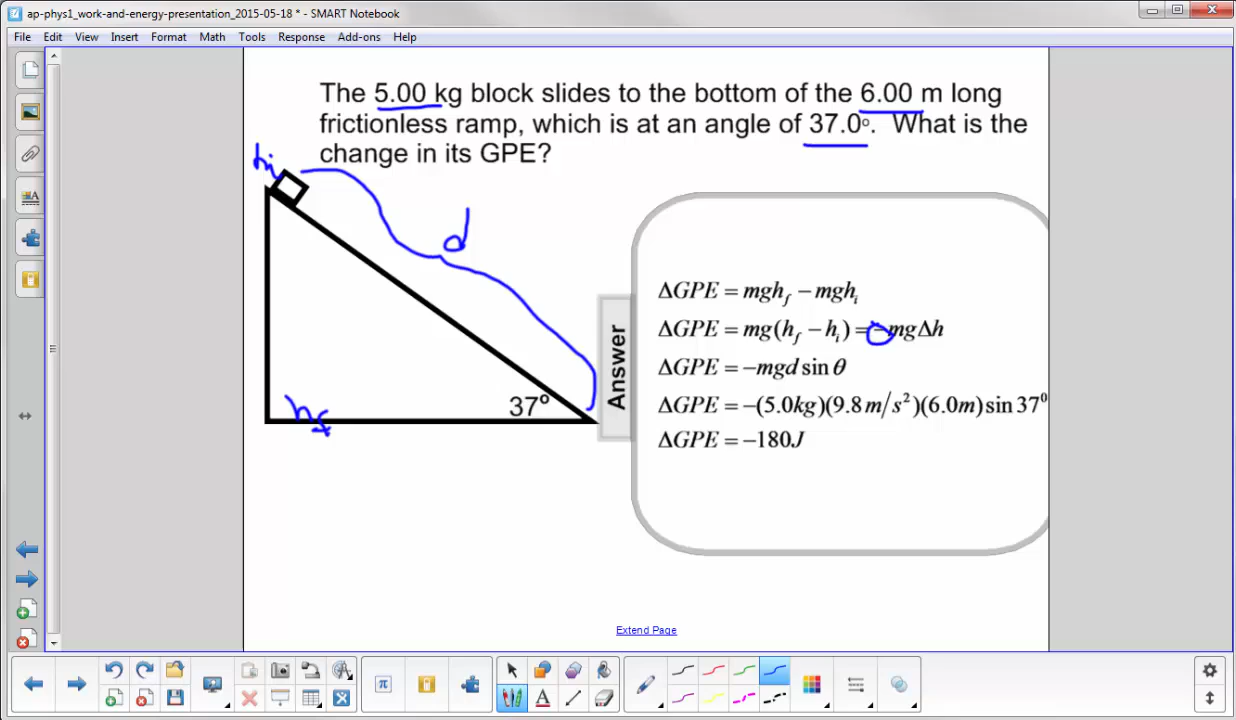 ap-phys1_work-and-energy-presentation_2015-05-18 * - SMART Notebook
File Edit View Insert Format Math Tools Response Add-ons Help
The 5.00 kg block slides to the bottom of the 6.00 m long
frictionless ramp, which is at an angle of 37.0°. What is the
change in its GPE?
hi
d
37°
hf
Answer
ΔGPE = mgh_f − mgh_i
ΔGPE = mg(h_f − h_i) = −mgΔh
ΔGPE = −mgd sin θ
ΔGPE = −(5.0kg)(9.8 m/s²)(6.0m) sin 37⁰
ΔGPE = −180J
Extend Page